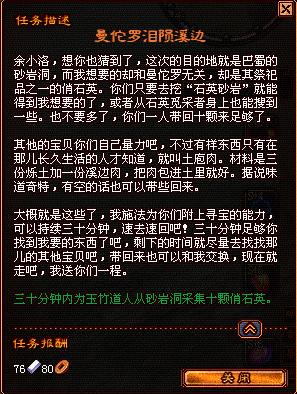 任务描述
曼佗罗泪陨溪边
余小洛，想你也猜到了，这次的目的地就是巴蜀的
砂岩洞，而我想要的却和曼佗罗无关，却是其祭祀
品之一的俏石英。你们只要去挖“石英砂岩”就能
得到我想要的了，或者从石英觅采者身上也能搜到
一些。也不要多了，你们一人带回十颗来足够了。
其他的宝贝你们自己量力吧，不过有样东西只有在
那儿长久生活的人才知道，就叫土庖肉。材料是三
份烁土加一份溪边肉，把肉包进土里就好。据说味
道奇特，有空的话也可以带些回来。
大概就是这些了，我施法为你们附上寻宝的能力，
可以持续三十分钟，速去速回吧！三十分钟足够你
找到我要的东西了吧，剩下的时间就尽量去找找那
儿的其他宝贝吧，带回来也可以和我交换，现在就
走吧，我送你们一程。
三十分钟内为玉竹道人从砂岩洞采集十颗俏石英。
任务报酬
76 80
关闭